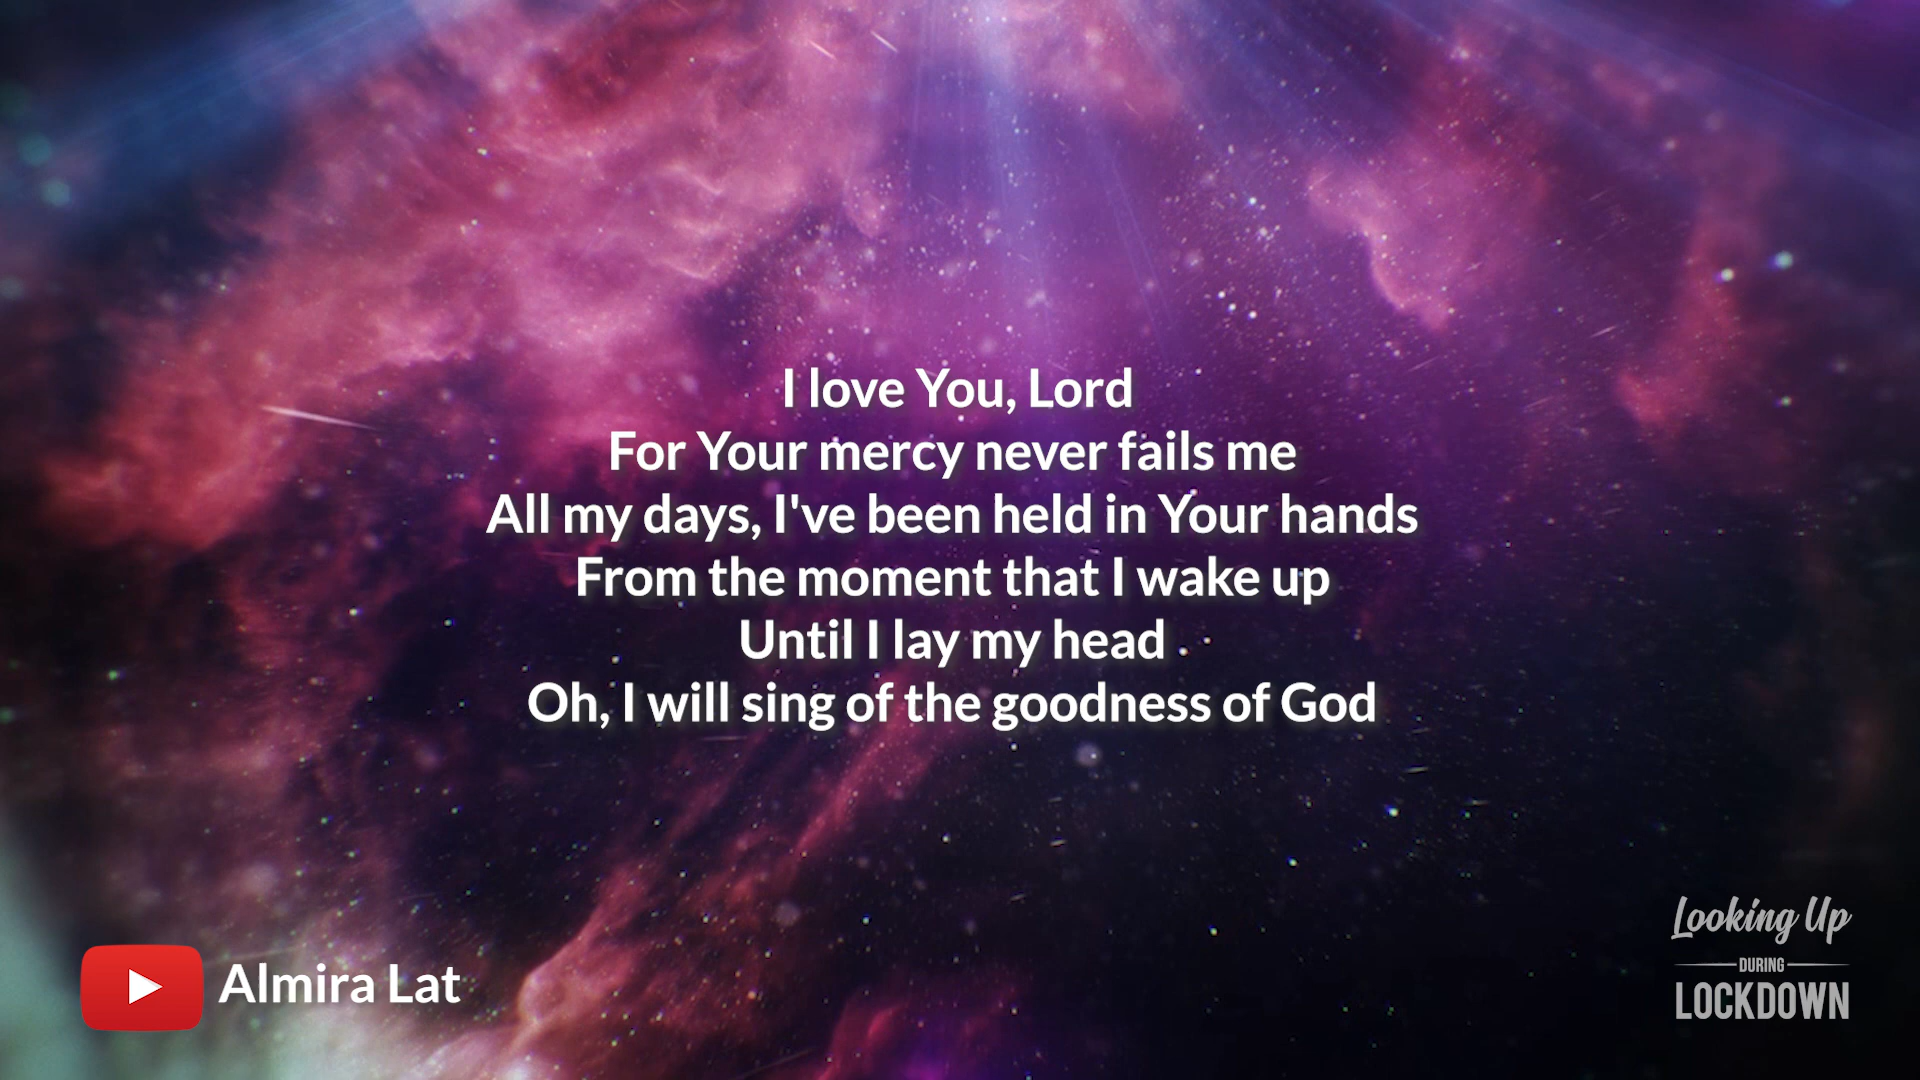 I love You, Lord
For Your mercy never fails me
All my days, I've been held in Your hands
From the moment that I wake up
Until I lay my head
Oh, I will sing of the goodness of God
Almira Lat
Looking Up
DURING
LOCKDOWN